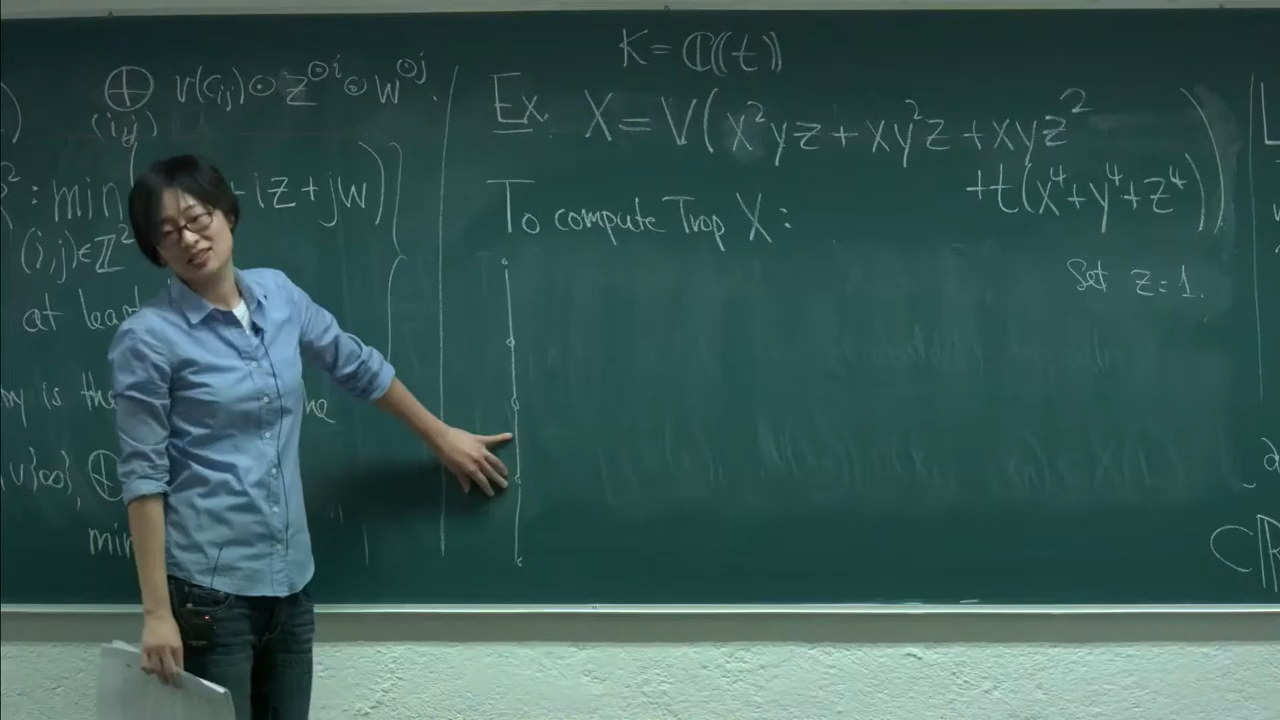 K = ℂ((t))
⊕ v(c_ij) ⊙ z^⊙i ⊙ w^⊙j.
(i,j)
: min + iz + jw)}
(i,j) ∈ ℤ²
at least
is the
∪{∞}, ⊕
min
Ex. X = V(x²yz + xy²z + xyz²
+ t(x⁴ + y⁴ + z⁴))
To compute Trop X:
Set z = 1.